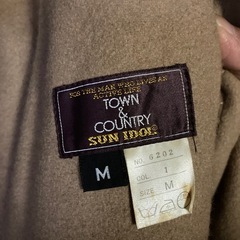 FOR THE MAN WHO LIVES AN
ACTIVE LIFE
TOWN
&
COUNTRY
SUN IDOL
M
NO. 6202
COL. 1
SIZE M